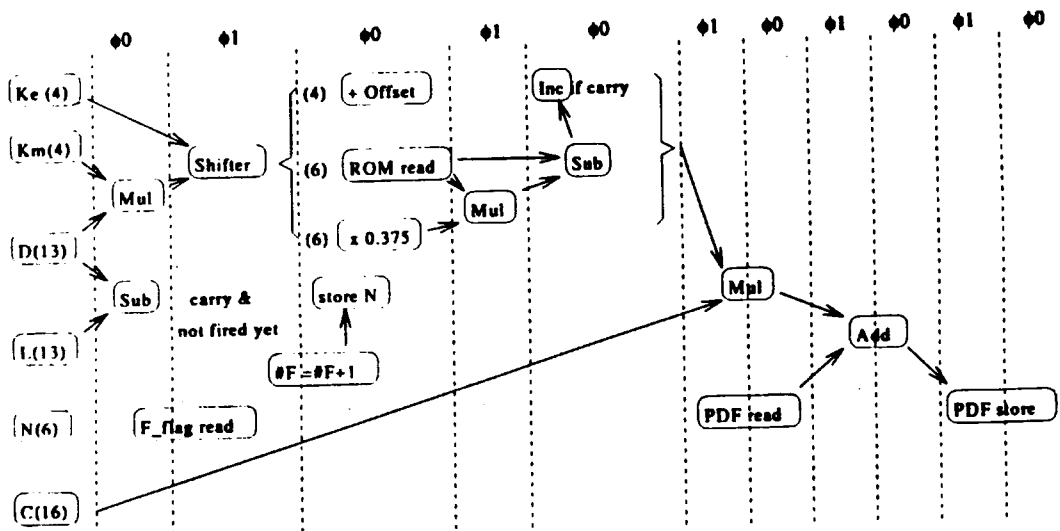 ϕ0 ϕ1 ϕ0 ϕ1 ϕ0 ϕ1 ϕ0 ϕ1 ϕ0 ϕ1 ϕ0
Ke (4)
(4) + Offset
Inc if carry
Km(4)
Shifter
(6) ROM read
Sub
Mul
Mul
D(13)
(6) x 0.375
Sub
carry &
not fired yet
store N
Mul
L(13)
#F=#F+1
Add
N(6)
F_flag read
PDF read
PDF store
C(16)